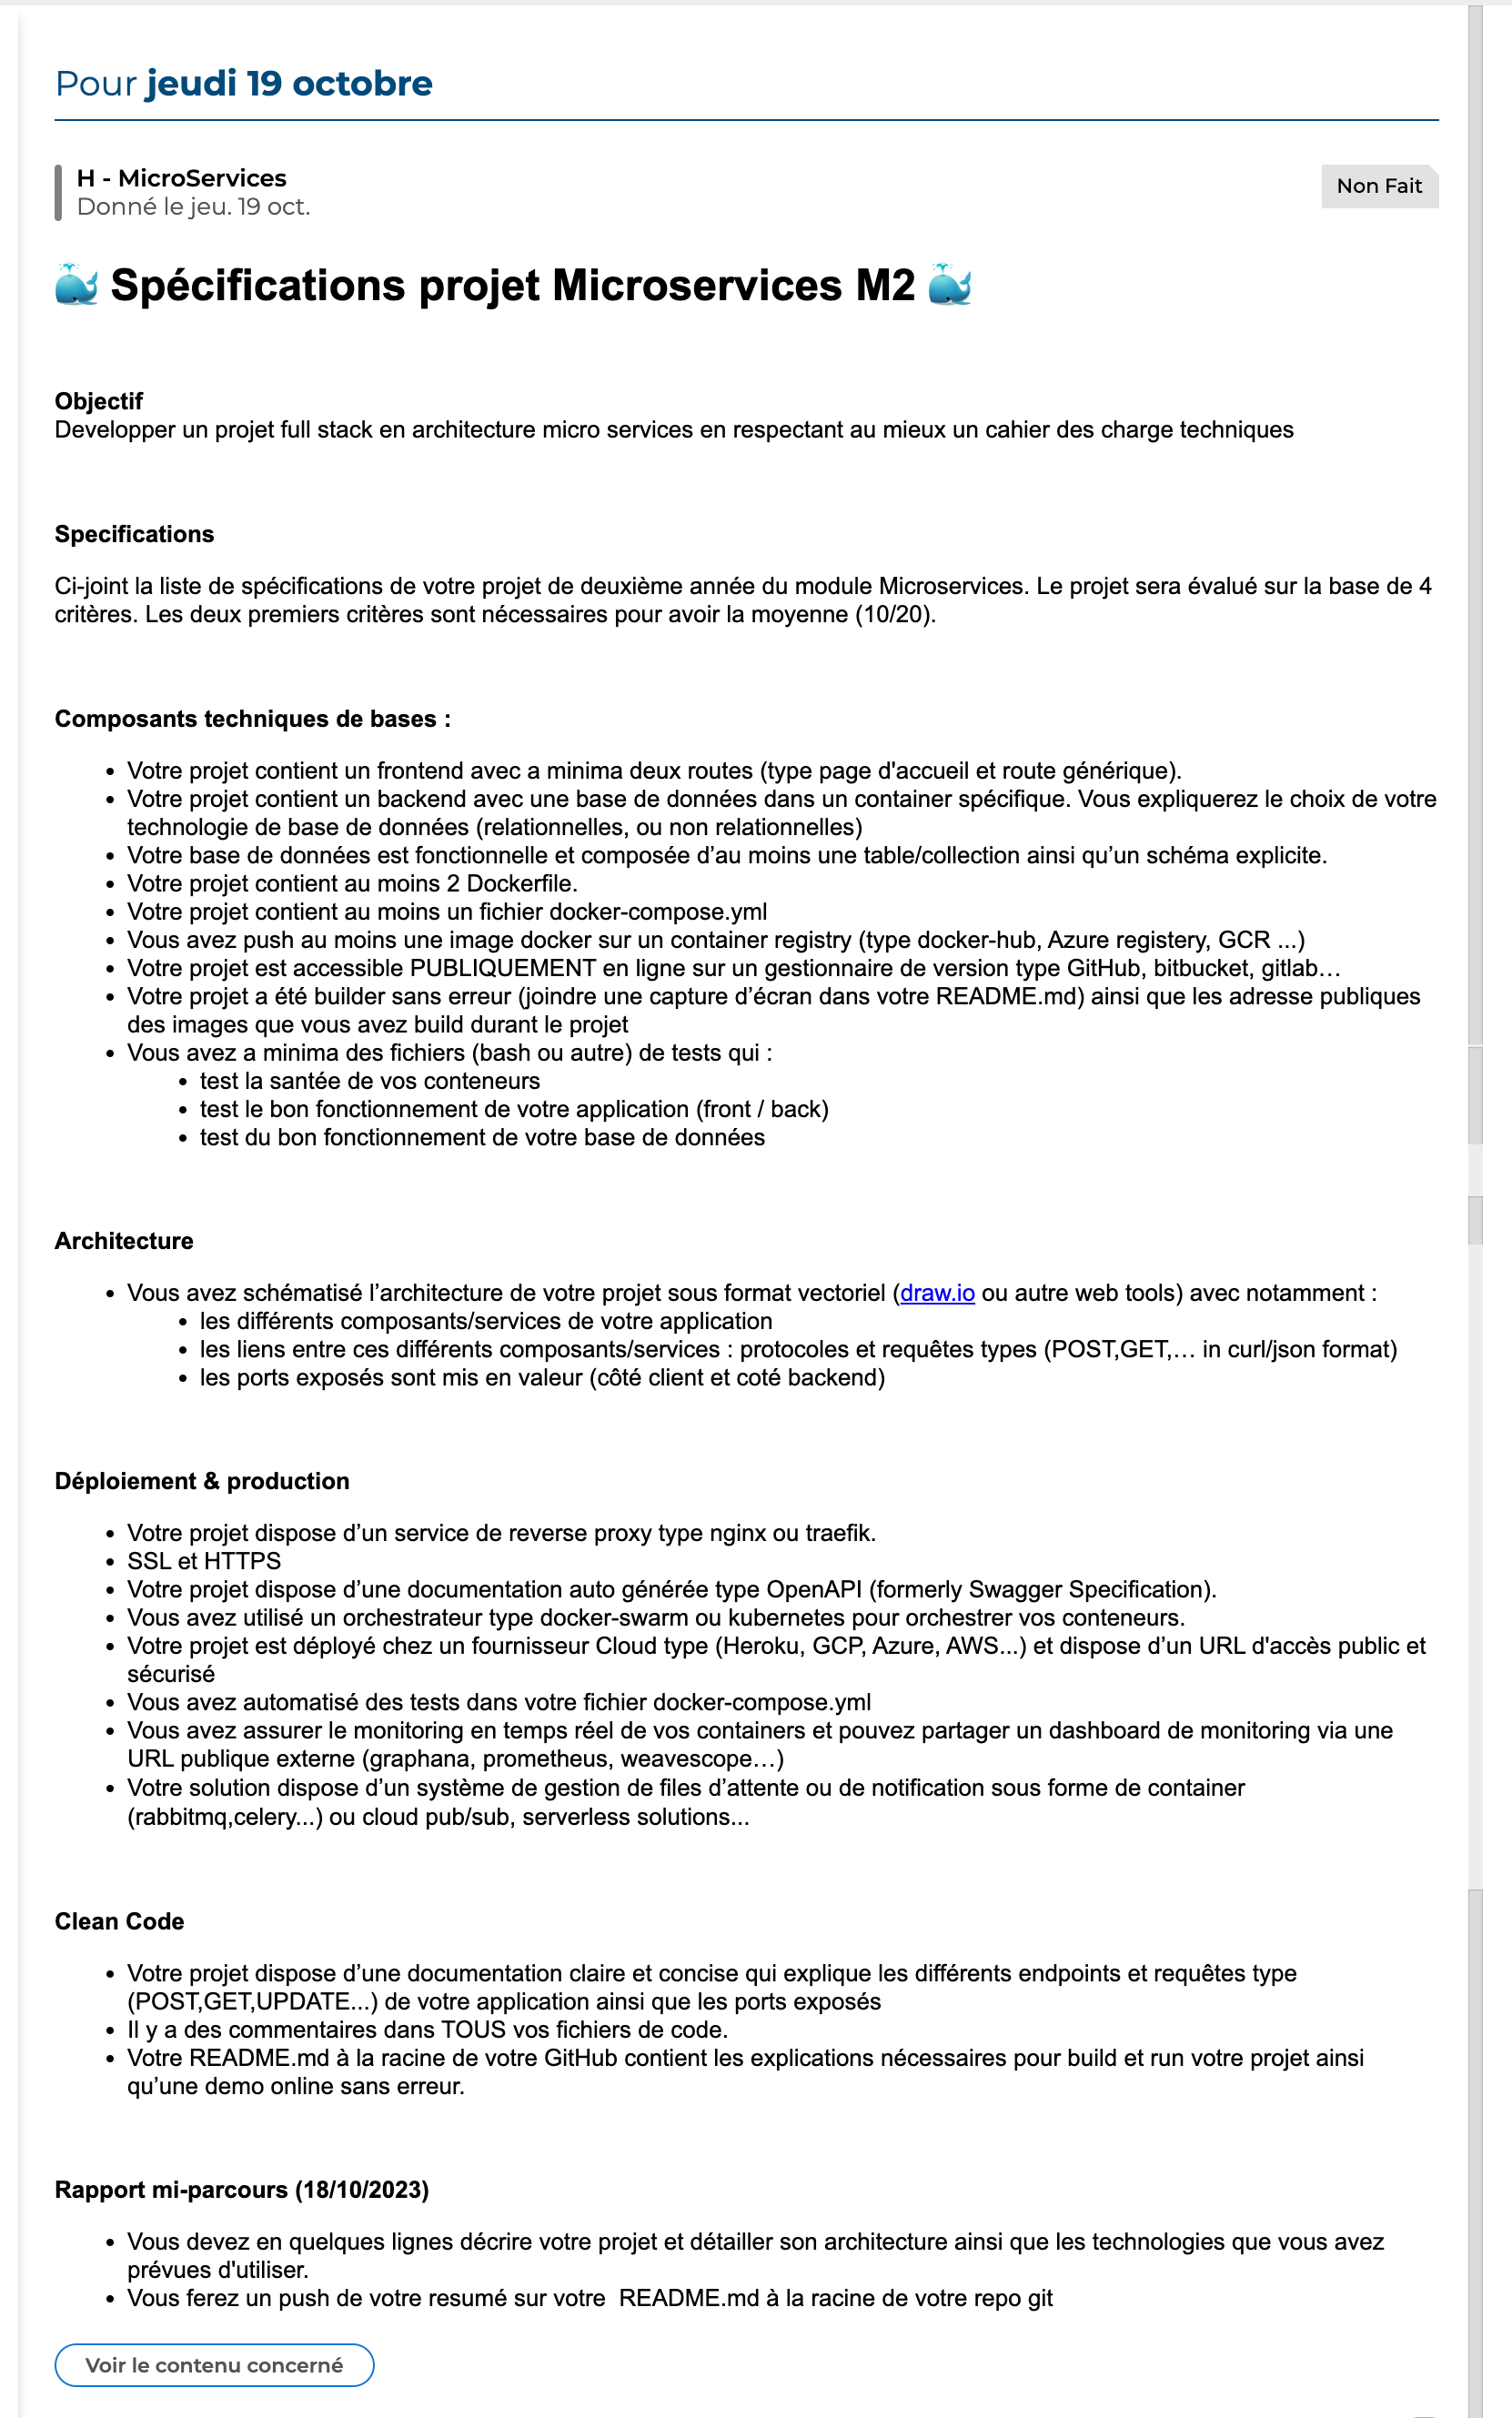 Pour jeudi 19 octobre
H - MicroServices
Non Fait
Donné le jeu. 19 oct.
🐳 Spécifications projet Microservices M2 🐳
Objectif
Developper un projet full stack en architecture micro services en respectant au mieux un cahier des charge techniques
Specifications
Ci-joint la liste de spécifications de votre projet de deuxième année du module Microservices. Le projet sera évalué sur la base de 4
critères. Les deux premiers critères sont nécessaires pour avoir la moyenne (10/20).
Composants techniques de bases :
• Votre projet contient un frontend avec a minima deux routes (type page d'accueil et route générique).
• Votre projet contient un backend avec une base de données dans un container spécifique. Vous expliquerez le choix de votre
technologie de base de données (relationnelles, ou non relationnelles)
• Votre base de données est fonctionnelle et composée d’au moins une table/collection ainsi qu’un schéma explicite.
• Votre projet contient au moins 2 Dockerfile.
• Votre projet contient au moins un fichier docker-compose.yml
• Vous avez push au moins une image docker sur un container registry (type docker-hub, Azure registery, GCR ...)
• Votre projet est accessible PUBLIQUEMENT en ligne sur un gestionnaire de version type GitHub, bitbucket, gitlab…
• Votre projet a été builder sans erreur (joindre une capture d’écran dans votre README.md) ainsi que les adresse publiques
des images que vous avez build durant le projet
• Vous avez a minima des fichiers (bash ou autre) de tests qui :
• test la santée de vos conteneurs
• test le bon fonctionnement de votre application (front / back)
• test du bon fonctionnement de votre base de données
Architecture
• Vous avez schématisé l’architecture de votre projet sous format vectoriel (draw.io ou autre web tools) avec notamment :
• les différents composants/services de votre application
• les liens entre ces différents composants/services : protocoles et requêtes types (POST,GET,… in curl/json format)
• les ports exposés sont mis en valeur (côté client et coté backend)
Déploiement & production
• Votre projet dispose d’un service de reverse proxy type nginx ou traefik.
• SSL et HTTPS
• Votre projet dispose d’une documentation auto générée type OpenAPI (formerly Swagger Specification).
• Vous avez utilisé un orchestrateur type docker-swarm ou kubernetes pour orchestrer vos conteneurs.
• Votre projet est déployé chez un fournisseur Cloud type (Heroku, GCP, Azure, AWS...) et dispose d’un URL d'accès public et
sécurisé
• Vous avez automatisé des tests dans votre fichier docker-compose.yml
• Vous avez assurer le monitoring en temps réel de vos containers et pouvez partager un dashboard de monitoring via une
URL publique externe (graphana, prometheus, weavescope…)
• Votre solution dispose d’un système de gestion de files d’attente ou de notification sous forme de container
(rabbitmq,celery...) ou cloud pub/sub, serverless solutions...
Clean Code
• Votre projet dispose d’une documentation claire et concise qui explique les différents endpoints et requêtes type
(POST,GET,UPDATE...) de votre application ainsi que les ports exposés
• Il y a des commentaires dans TOUS vos fichiers de code.
• Votre README.md à la racine de votre GitHub contient les explications nécessaires pour build et run votre projet ainsi
qu’une demo online sans erreur.
Rapport mi-parcours (18/10/2023)
• Vous devez en quelques lignes décrire votre projet et détailler son architecture ainsi que les technologies que vous avez
prévues d'utiliser.
• Vous ferez un push de votre resumé sur votre  README.md à la racine de votre repo git
Voir le contenu concerné